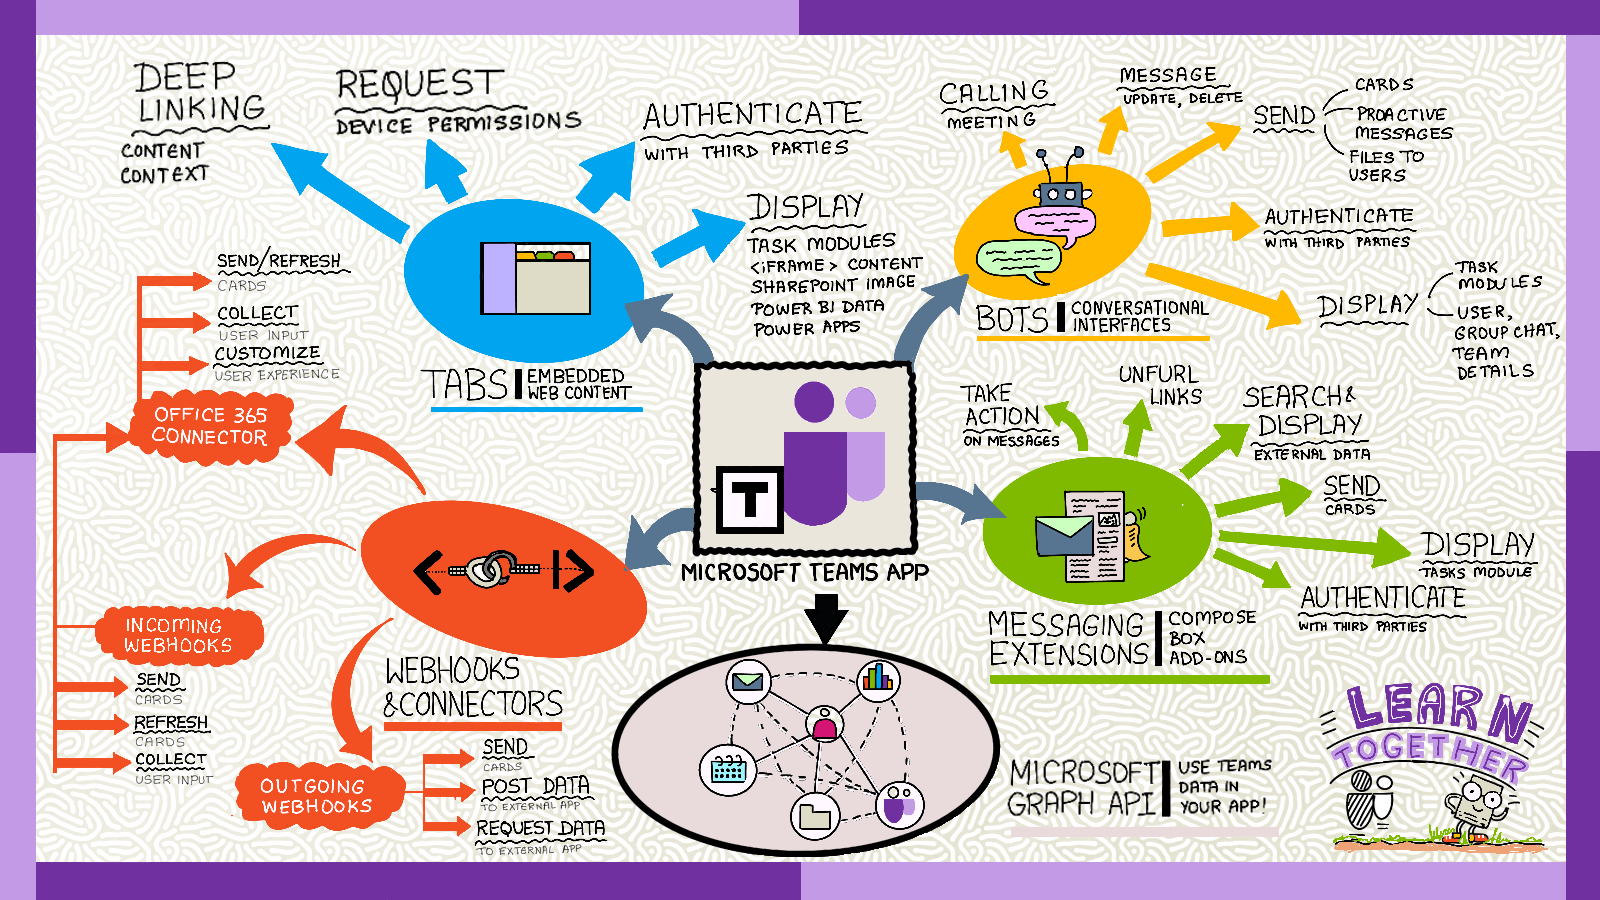 DEEP
LINKING
CONTENT
CONTEXT
REQUEST
DEVICE PERMISSIONS
AUTHENTICATE
WITH THIRD PARTIES
DISPLAY
TASK MODULES
<iFRAME> CONTENT
SHAREPOINT IMAGE
POWER BI DATA
POWER APPS
TABS
EMBEDDED
WEB CONTENT
CALLING
MEETING
MESSAGE
UPDATE, DELETE
SEND
CARDS
PROACTIVE
MESSAGES
FILES TO
USERS
AUTHENTICATE
WITH THIRD PARTIES
DISPLAY
TASK
MODULES
USER,
GROUP CHAT,
TEAM
DETAILS
BOTS
CONVERSATIONAL
INTERFACES
SEND/REFRESH
CARDS
COLLECT
USER INPUT
CUSTOMIZE
USER EXPERIENCE
OFFICE 365
CONNECTOR
INCOMING
WEBHOOKS
SEND
CARDS
REFRESH
CARDS
COLLECT
USER INPUT
WEBHOOKS
&CONNECTORS
OUTGOING
WEBHOOKS
SEND
CARDS
POST DATA
TO EXTERNAL APP
REQUEST DATA
TO EXTERNAL APP
T
MICROSOFT TEAMS APP
TAKE
ACTION
ON MESSAGES
UNFURL
LINKS
SEARCH&
DISPLAY
EXTERNAL DATA
SEND
CARDS
DISPLAY
TASKS MODULE
AUTHENTICATE
WITH THIRD PARTIES
MESSAGING
EXTENSIONS
COMPOSE
BOX
ADD-ONS
MICROSOFT
GRAPH API
USE TEAMS
DATA IN
YOUR APP!
LEARN
TOGETHER